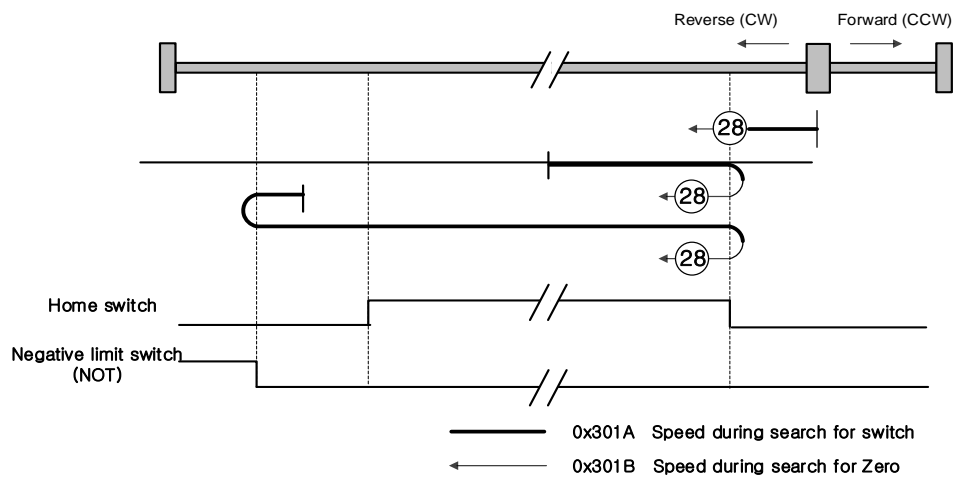 Reverse (CW)
Forward (CCW)
28
28
28
Home switch
Negative limit switch
(NOT)
0x301A Speed during search for switch
0x301B Speed during search for Zero